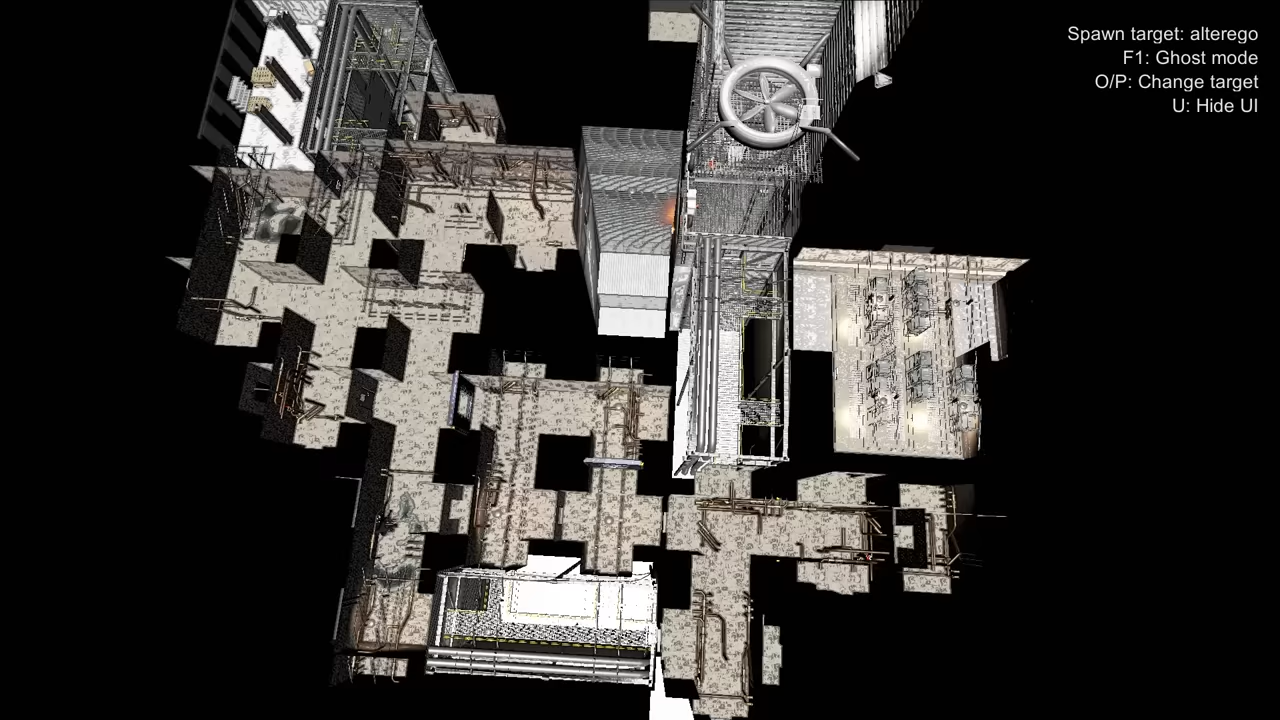 Spawn target: alterego
F1: Ghost mode
O/P: Change target
U: Hide UI